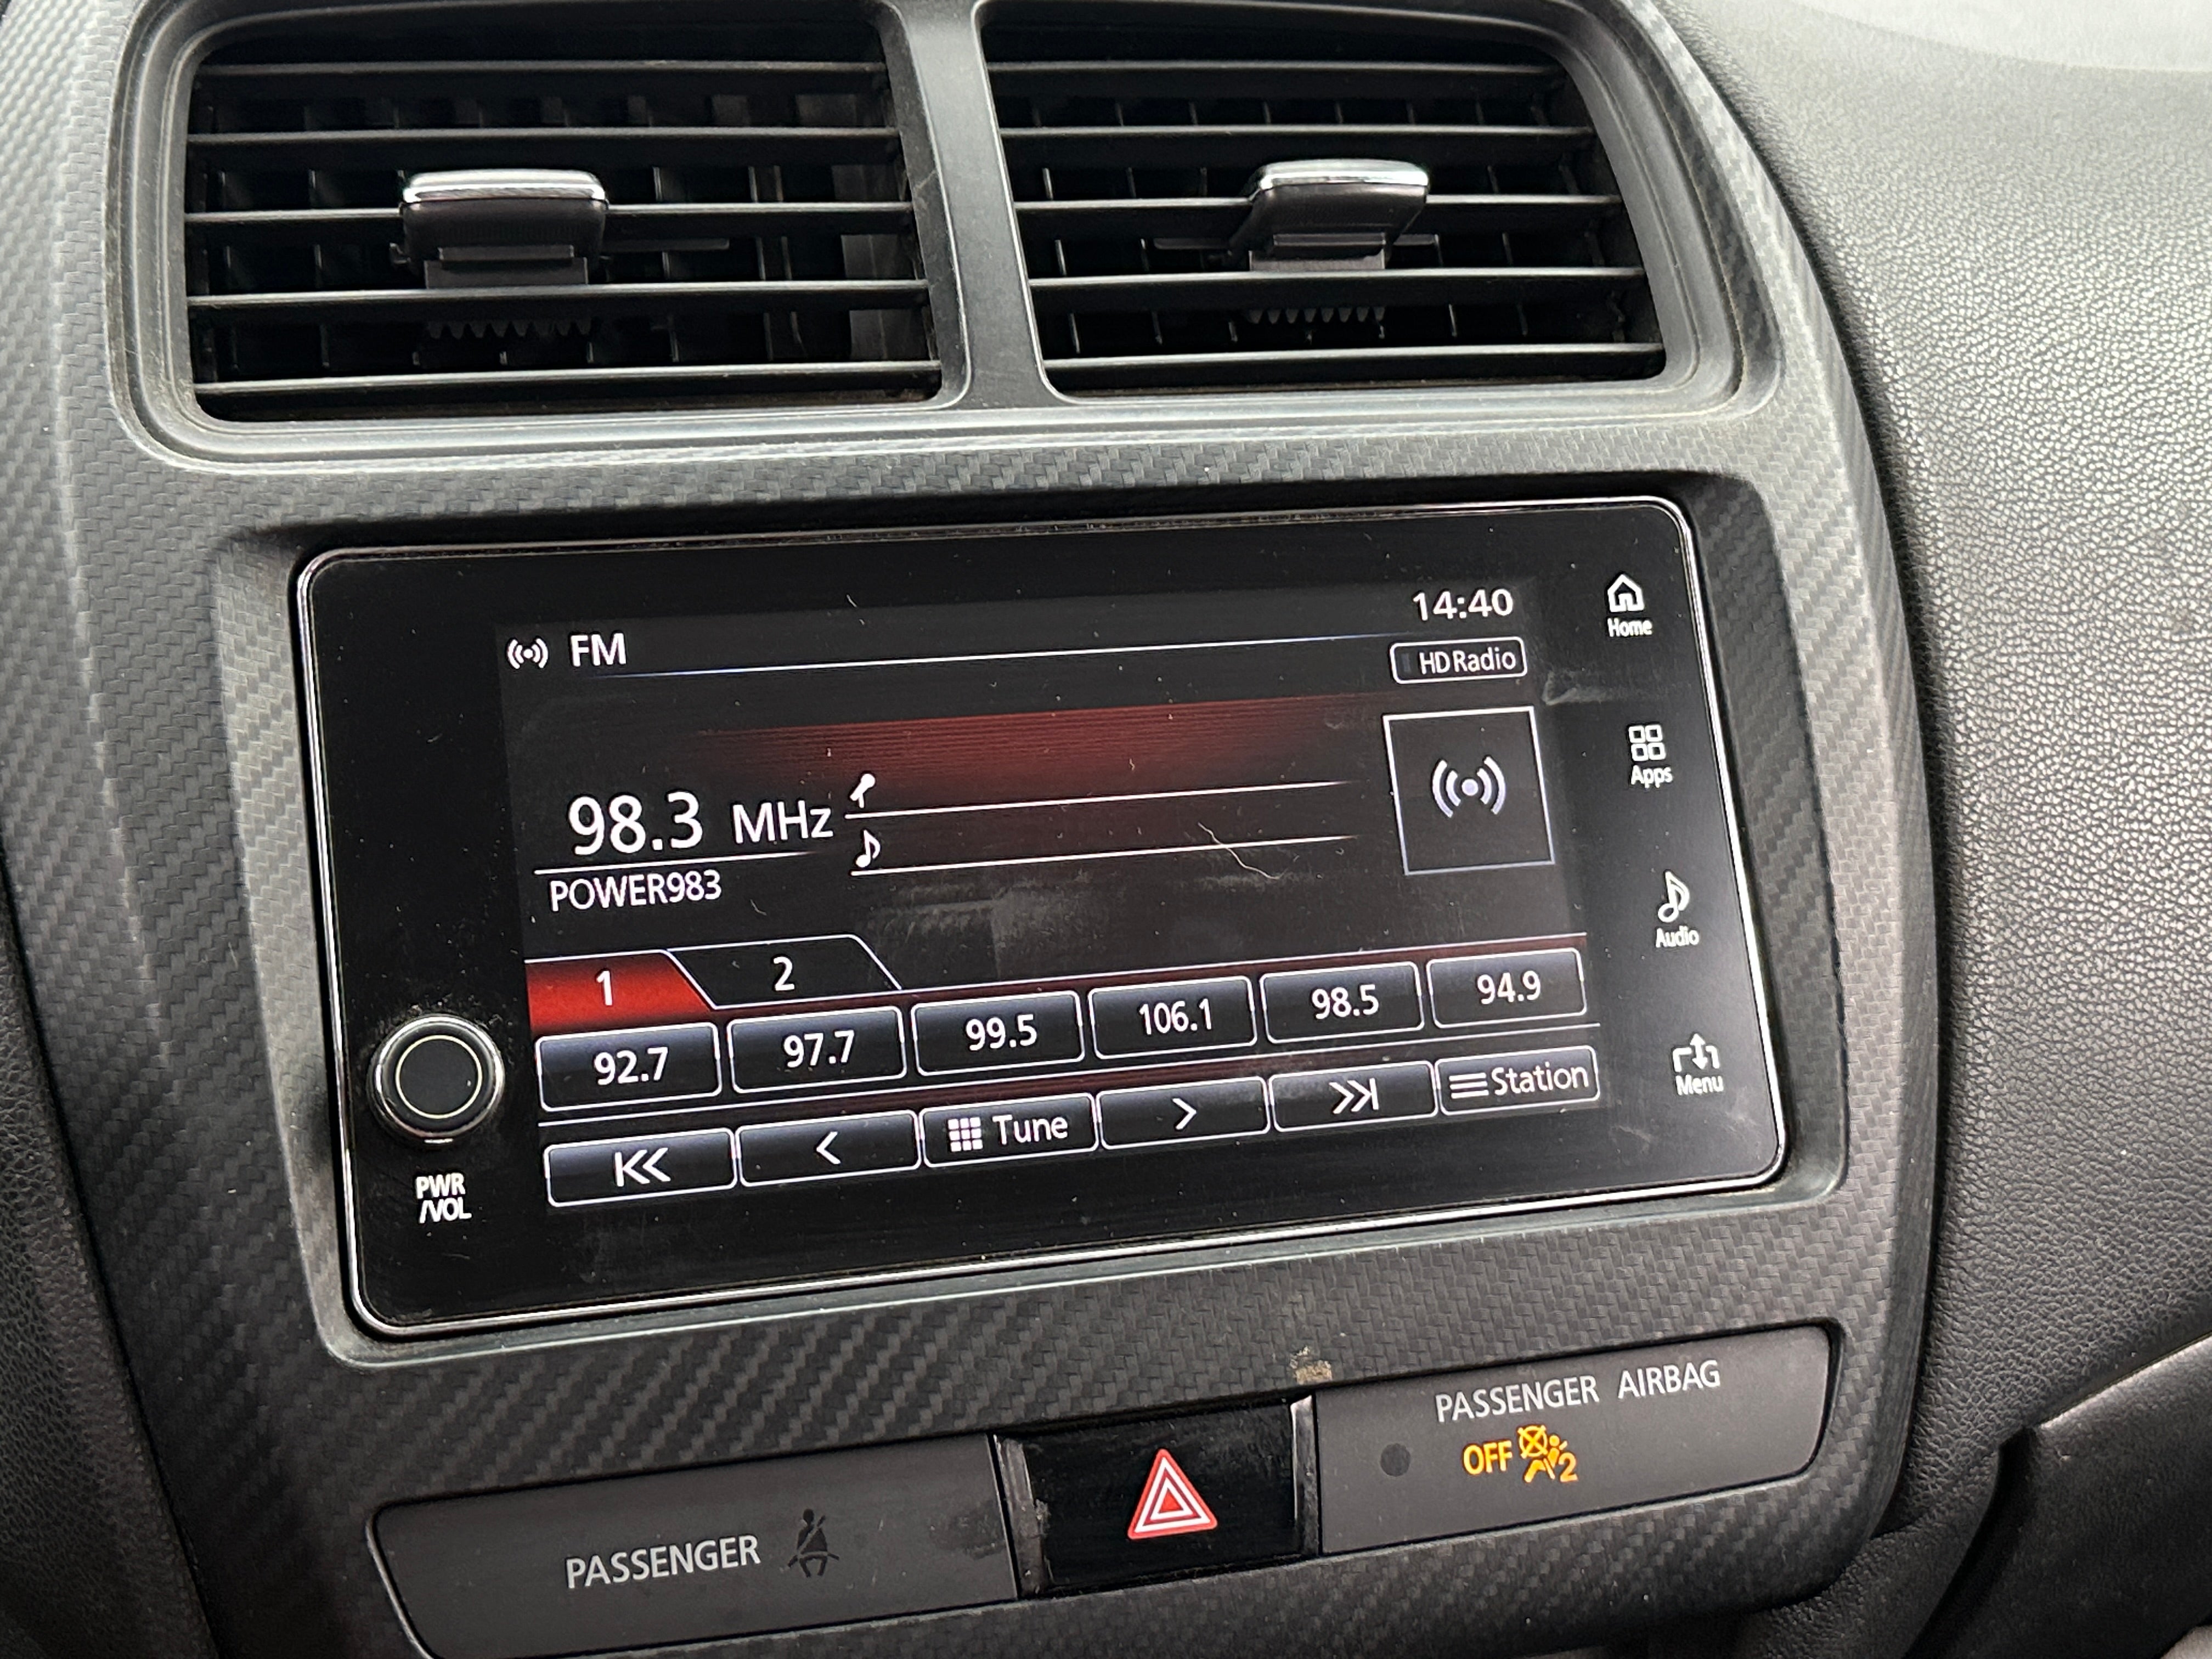 14:40
FM
HD Radio
Home
98.3 MHz
Apps
POWER983
Audio
1 2
92.7 97.7 99.5 106.1 98.5 94.9
Tune
Station
Menu
PWR
/VOL
PASSENGER AIRBAG
OFF 2
PASSENGER